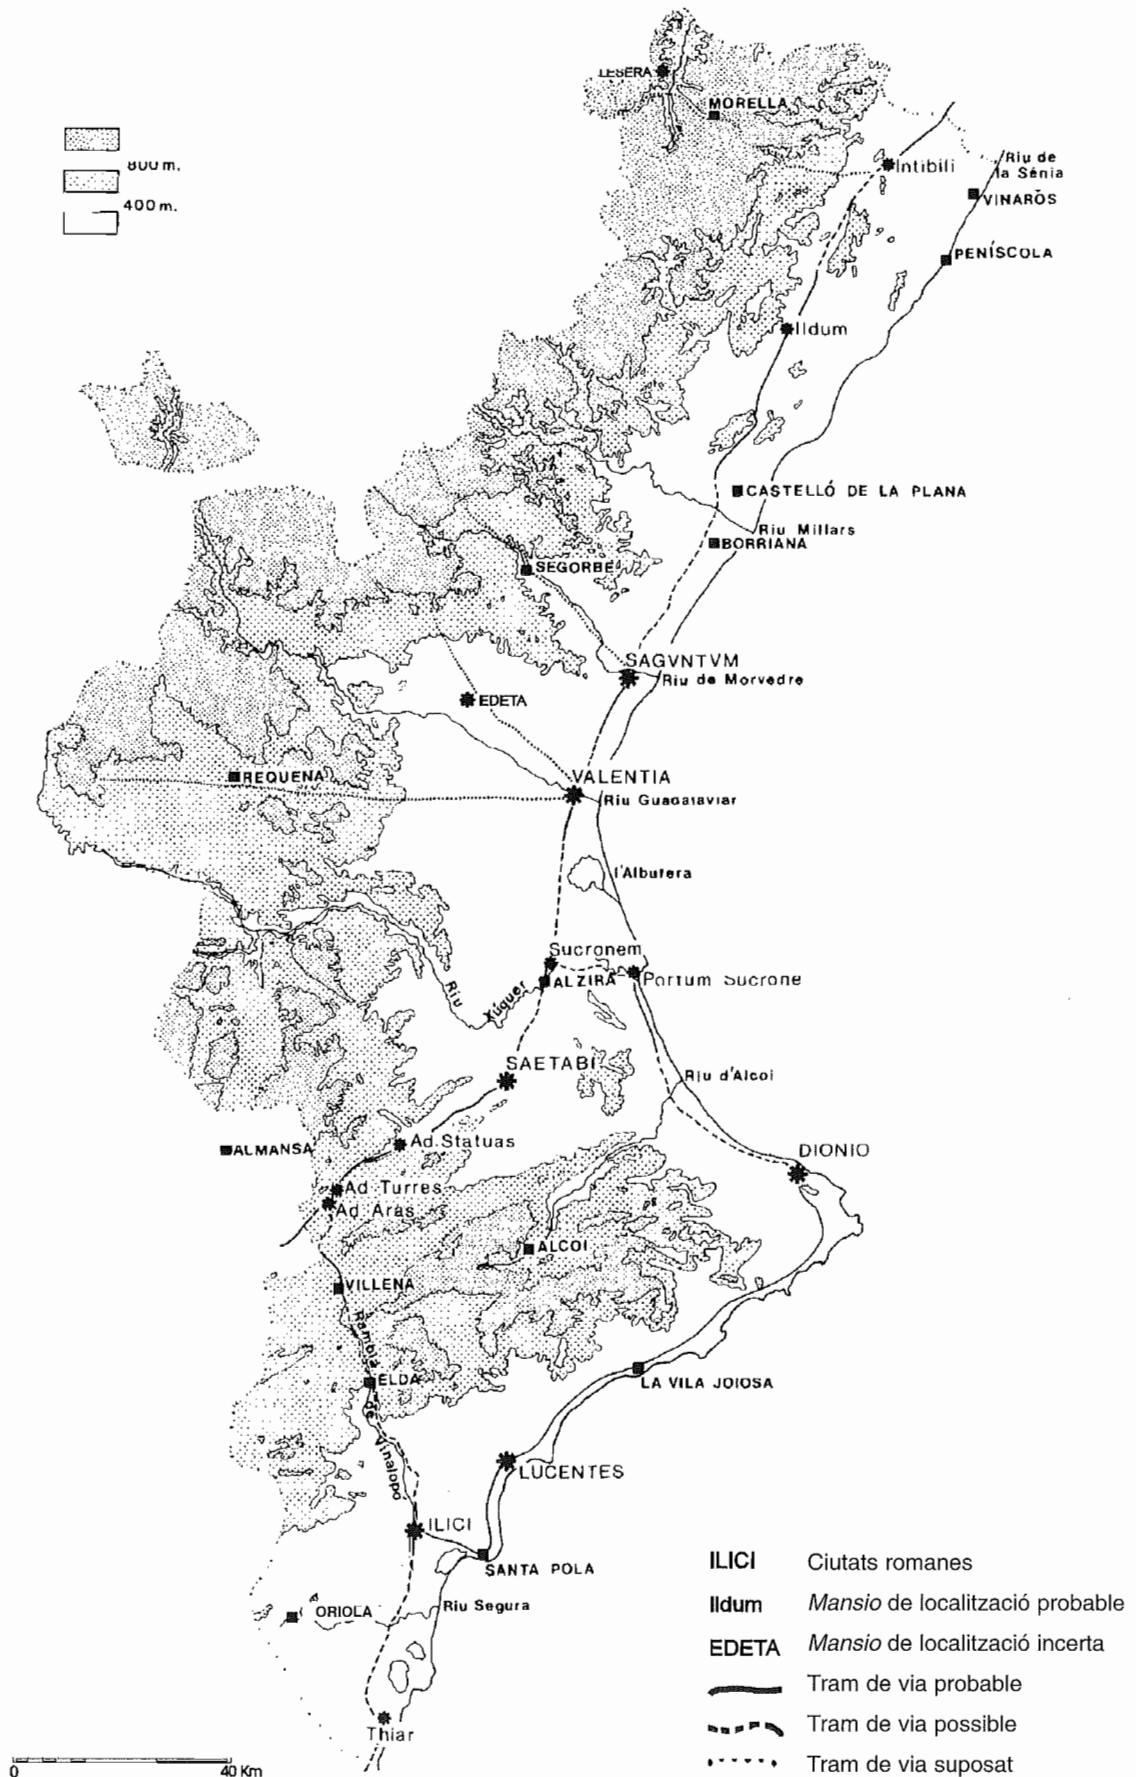 LESERA
MORELLA
800 m.
400 m.
Intibili
Riu de
la Sénia
VINARÒS
PENÍSCOLA
Ildum
CASTELLÓ DE LA PLANA
Riu Millars
BORRIANA
SEGORBE
SAGVNTVM
Riu de Morvedre
EDETA
REQUENA
VALENTIA
Riu Guadalaviar
l'Albufera
Sucronem
ALZIRA
Portum Sucrone
Riu Xúquer
SAETABI
Riu d'Alcoi
ALMANSA
Ad Statuas
DIONIO
Ad Turres
Ad Aras
ALCOI
VILLENA
Rambla de Vinalopó
ELDA
LA VILA JOIOSA
LUCENTES
ILICI
SANTA POLA
ORIOLA
Riu Segura
Thiar
0 40 Km
ILICI Ciutats romanes
Ildum Mansio de localització probable
EDETA Mansio de localització incerta
Tram de via probable
Tram de via possible
Tram de via suposat